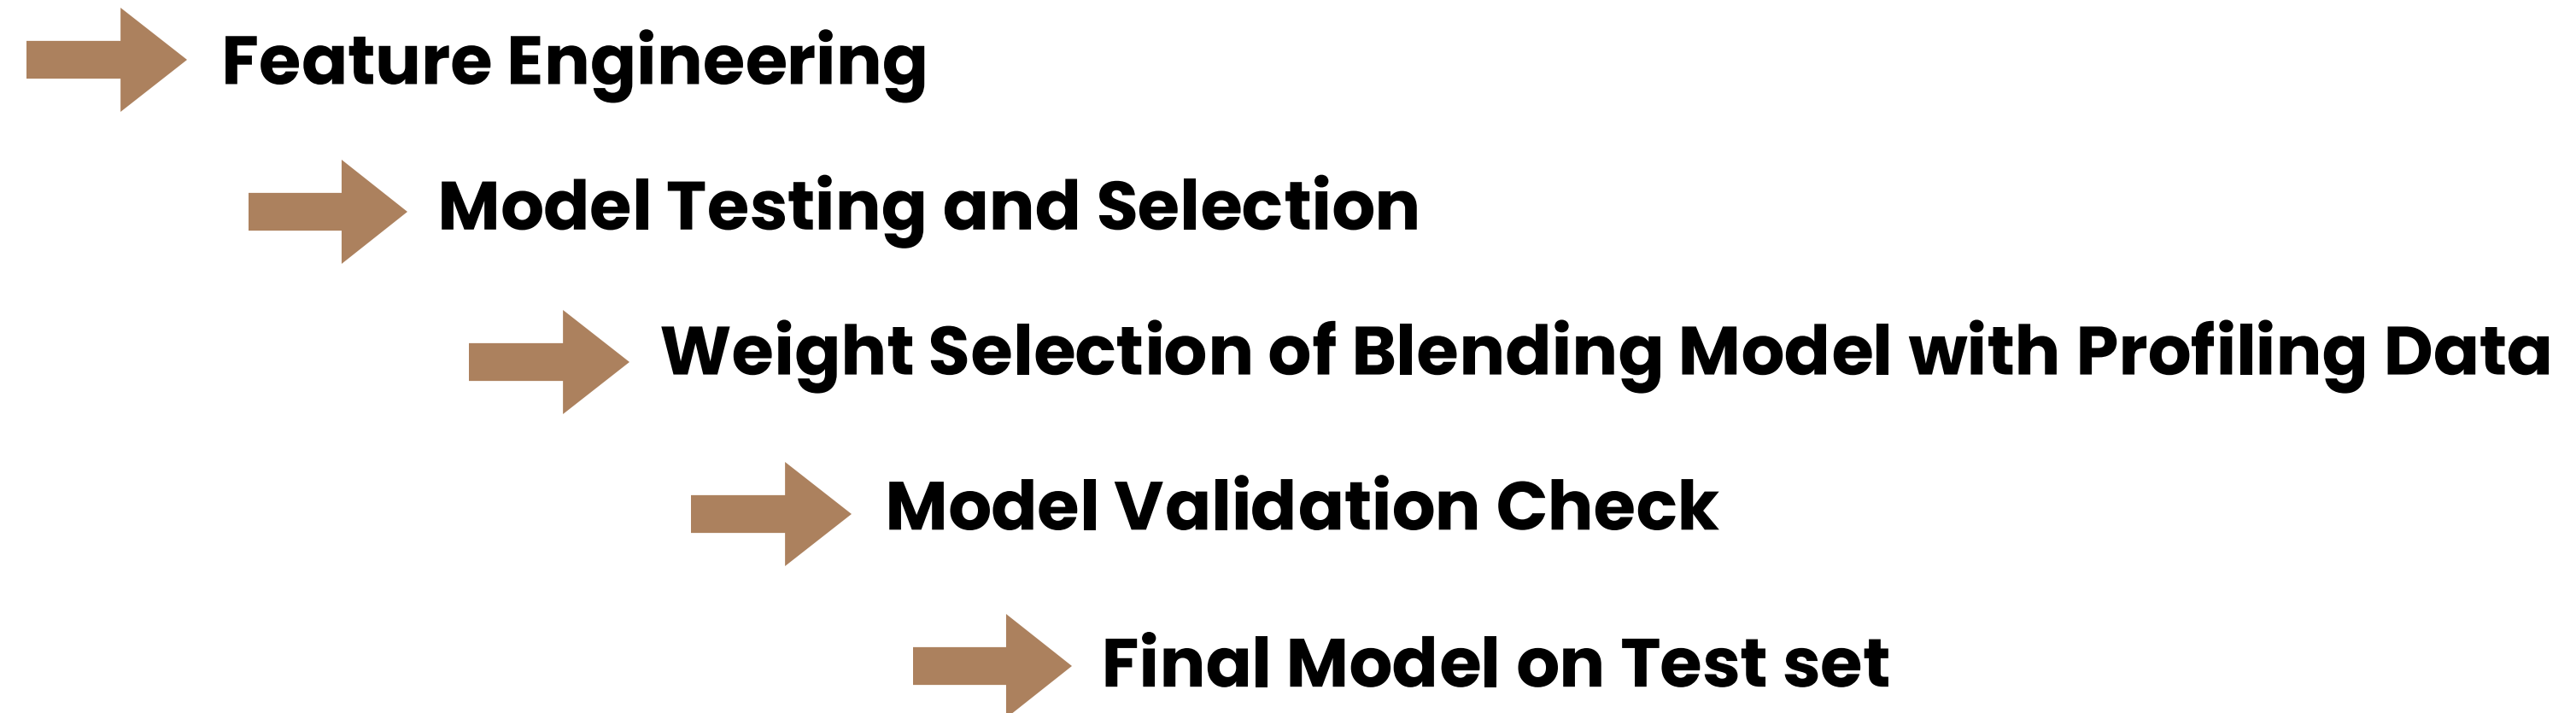 Feature Engineering
Model Testing and Selection
Weight Selection of Blending Model with Profiling Data
Model Validation Check
Final Model on Test set